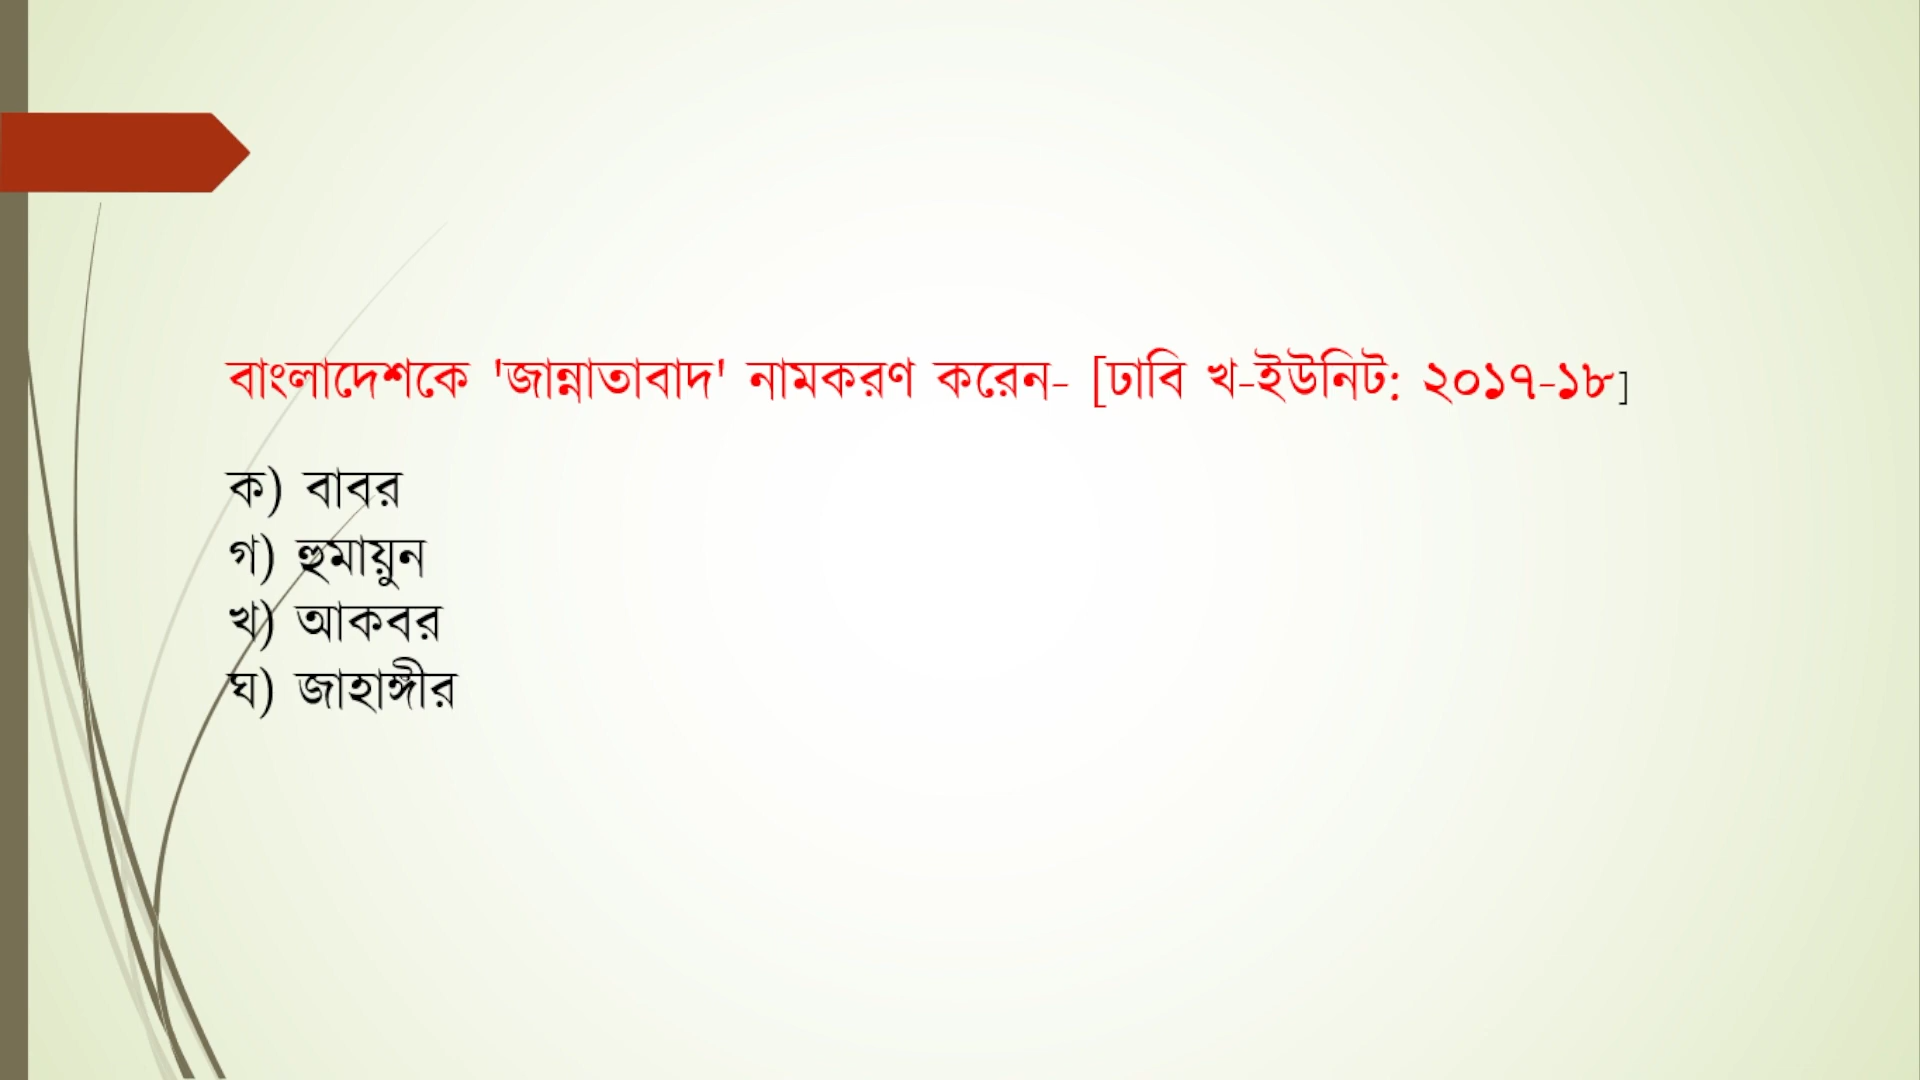 বাংলাদেশকে 'জান্নাতাবাদ' নামকরণ করেন- [ঢাবি খ-ইউনিট: ২০১৭-১৮]
ক) বাবর
গ) হুমায়ুন
খ) আকবর
ঘ) জাহাঙ্গীর